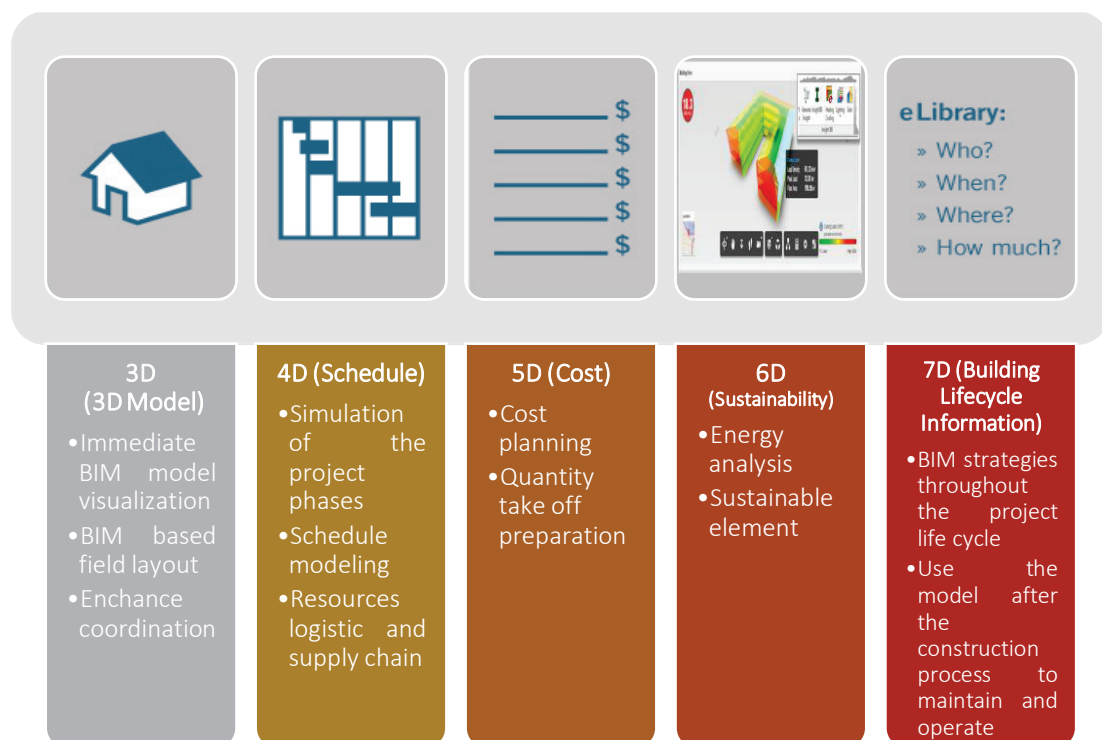 $
$
$
$
$
eLibrary:
» Who?
» When?
» Where?
» How much?
3D
(3D Model)
•Immediate
BIM model
visualization
•BIM based
field layout
•Enchance
coordination
4D (Schedule)
•Simulation
of the
project
phases
•Schedule
modeling
•Resources
logistic and
supply chain
5D (Cost)
•Cost
planning
•Quantity
take off
preparation
6D
(Sustainability)
•Energy
analysis
•Sustainable
element
7D (Building
Lifecycle
Information)
•BIM strategies
throughout
the project
life cycle
•Use the
model after
the
construction
process to
maintain and
operate